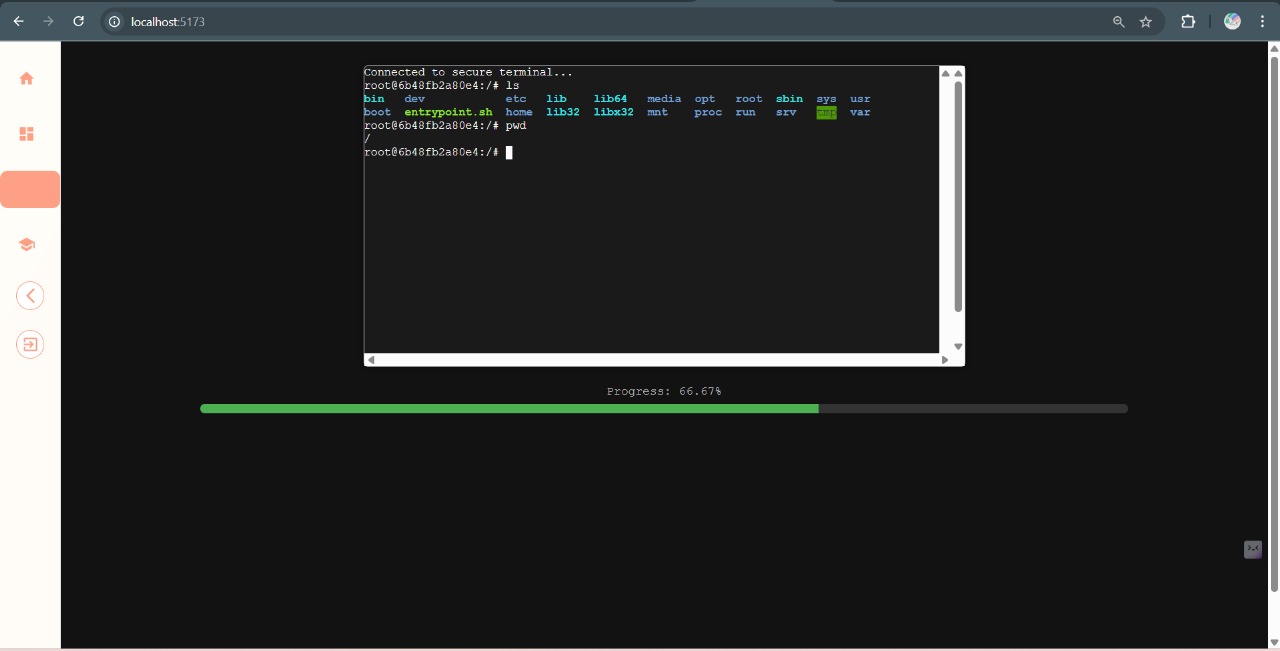 localhost:5173
Connected to secure terminal...
root@6b48fb2a80e4:/# ls
bin dev etc lib lib64 media opt root sbin sys usr
boot entrypoint.sh home lib32 libx32 mnt proc run srv tmp var
root@6b48fb2a80e4:/# pwd
/
root@6b48fb2a80e4:/#
Progress: 66.67%